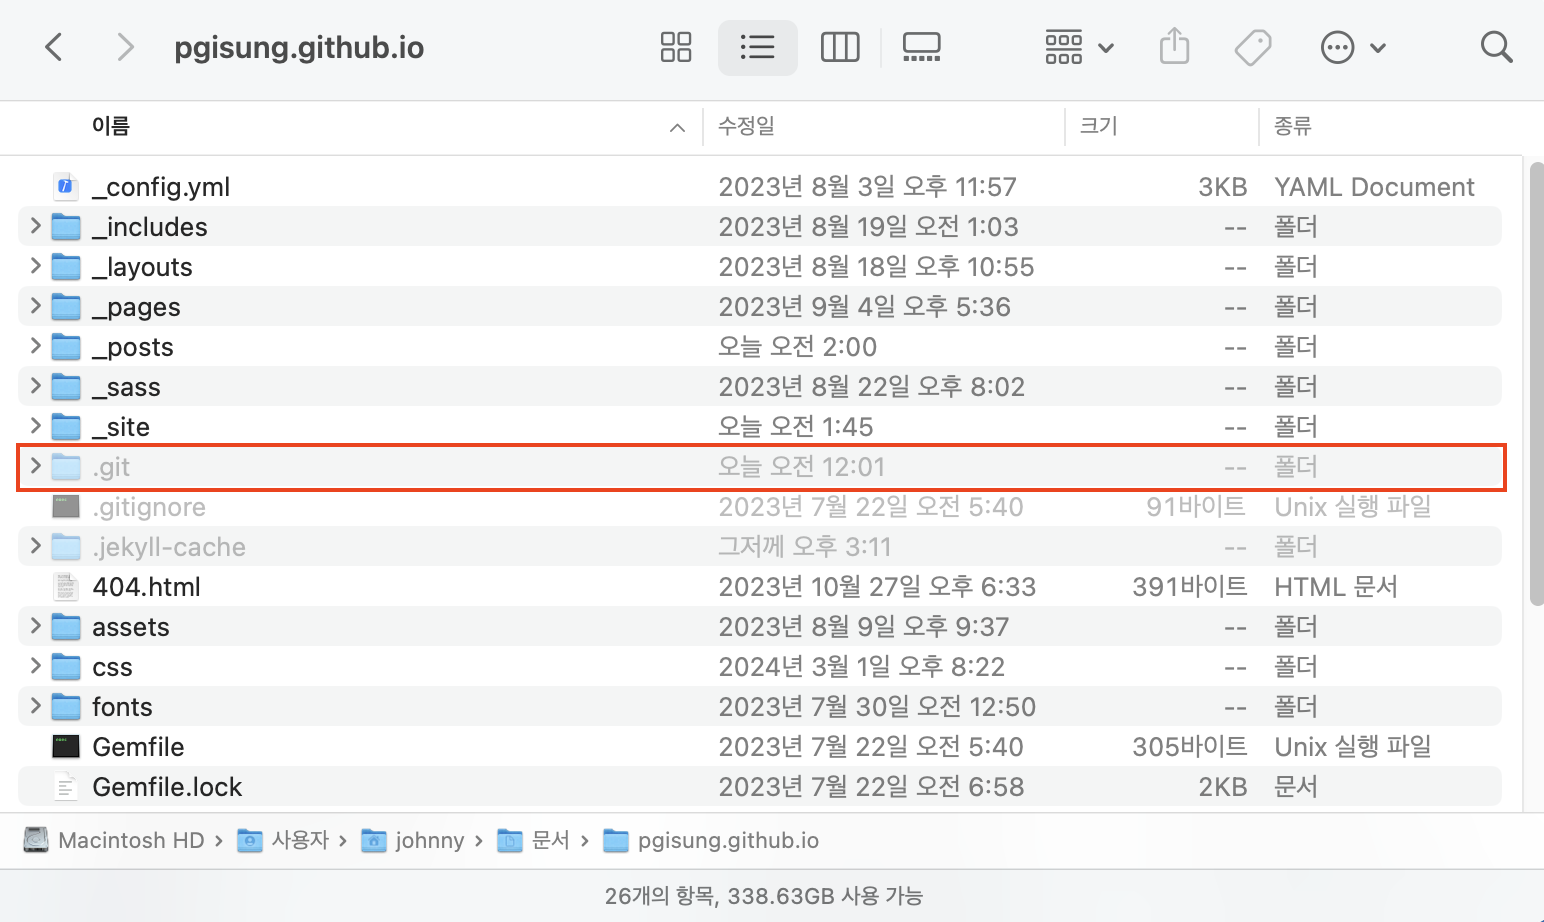 pgisung.github.io
이름 수정일 크기 종류
_config.yml 2023년 8월 3일 오후 11:57 3KB YAML Document
_includes 2023년 8월 19일 오전 1:03 -- 폴더
_layouts 2023년 8월 18일 오후 10:55 -- 폴더
_pages 2023년 9월 4일 오후 5:36 -- 폴더
_posts 오늘 오전 2:00 -- 폴더
_sass 2023년 8월 22일 오후 8:02 -- 폴더
_site 오늘 오전 1:45 -- 폴더
.git 오늘 오전 12:01 -- 폴더
.gitignore 2023년 7월 22일 오전 5:40 91바이트 Unix 실행 파일
.jekyll-cache 그저께 오후 3:11 -- 폴더
404.html 2023년 10월 27일 오후 6:33 391바이트 HTML 문서
assets 2023년 8월 9일 오후 9:37 -- 폴더
css 2024년 3월 1일 오후 8:22 -- 폴더
fonts 2023년 7월 30일 오전 12:50 -- 폴더
Gemfile 2023년 7월 22일 오전 5:40 305바이트 Unix 실행 파일
Gemfile.lock 2023년 7월 22일 오전 6:58 2KB 문서
Macintosh HD › 사용자 › johnny › 문서 › pgisung.github.io
26개의 항목, 338.63GB 사용 가능